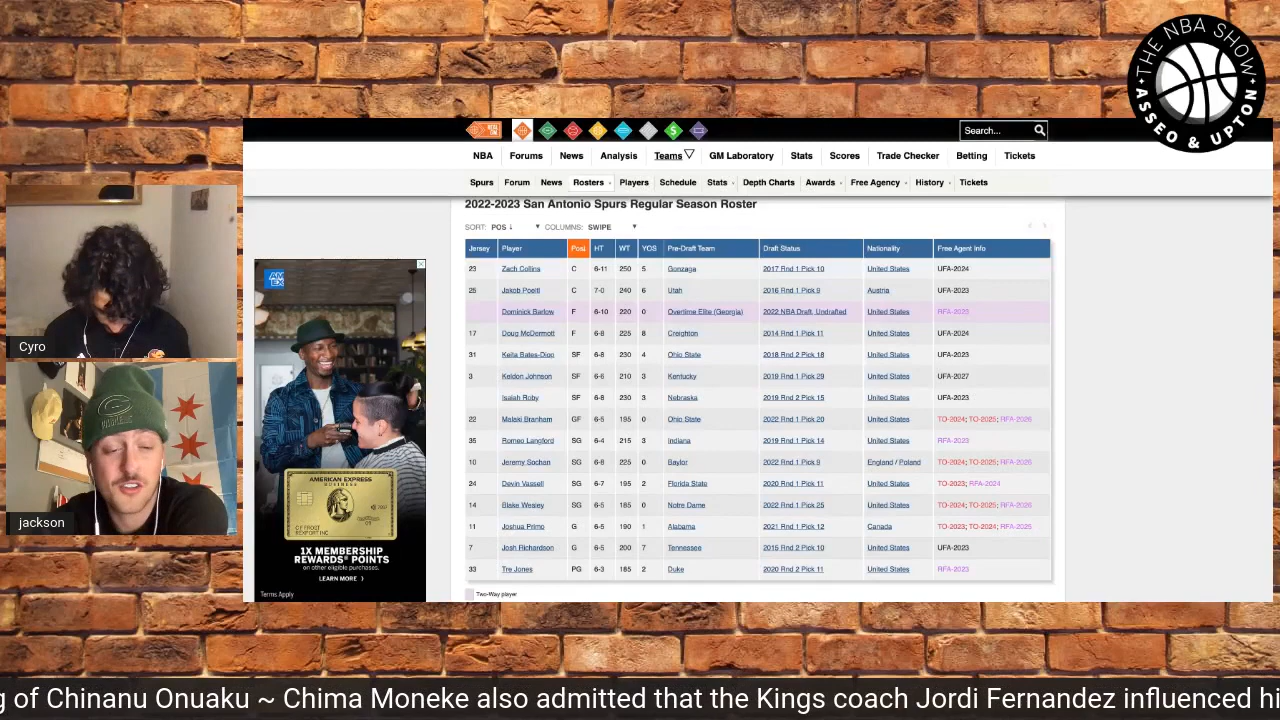 THE NBA SHOW
ASSEO & UPTON
Search...
NBA Forums News Analysis Teams GM Laboratory Stats Scores Trade Checker Betting Tickets
Spurs Forum News Rosters Players Schedule Stats Depth Charts Awards Free Agency History Tickets
2022-2023 San Antonio Spurs Regular Season Roster
SORT: POS ↓ COLUMNS: SWIPE
Jersey Player Pos↓ HT WT YOS Pre-Draft Team Draft Status Nationality Free Agent Info
23 Zach Collins C 6-11 250 5 Gonzaga 2017 Rnd 1 Pick 10 United States UFA-2024
25 Jakob Poeltl C 7-0 240 6 Utah 2016 Rnd 1 Pick 9 Austria UFA-2023
Dominick Barlow F 6-10 220 0 Overtime Elite (Georgia) 2022 NBA Draft, Undrafted United States RFA-2023
17 Doug McDermott F 6-8 225 8 Creighton 2014 Rnd 1 Pick 11 United States UFA-2024
31 Keita Bates-Diop SF 6-8 230 4 Ohio State 2018 Rnd 2 Pick 18 United States UFA-2023
3 Keldon Johnson SF 6-6 210 3 Kentucky 2019 Rnd 1 Pick 29 United States UFA-2027
Isaiah Roby SF 6-8 230 3 Nebraska 2019 Rnd 2 Pick 15 United States UFA-2023
22 Malaki Branham GF 6-5 195 0 Ohio State 2022 Rnd 1 Pick 20 United States TO-2024; TO-2025; RFA-2026
35 Romeo Langford SG 6-4 215 3 Indiana 2019 Rnd 1 Pick 14 United States RFA-2023
10 Jeremy Sochan SG 6-8 225 0 Baylor 2022 Rnd 1 Pick 9 England / Poland TO-2024; TO-2025; RFA-2026
24 Devin Vassell SG 6-7 195 2 Florida State 2020 Rnd 1 Pick 11 United States TO-2023; RFA-2024
14 Blake Wesley SG 6-5 185 0 Notre Dame 2022 Rnd 1 Pick 25 United States TO-2024; TO-2025; RFA-2026
11 Joshua Primo G 6-5 190 1 Alabama 2021 Rnd 1 Pick 12 Canada TO-2023; TO-2024; RFA-2025
7 Josh Richardson G 6-5 200 7 Tennessee 2015 Rnd 2 Pick 10 United States UFA-2023
33 Tre Jones PG 6-3 185 2 Duke 2020 Rnd 2 Pick 11 United States RFA-2023
Two-Way player
Cyro
jackson
AM EX
AMERICAN EXPRESS
BUSINESS
C F FROST
1X MEMBERSHIP
REWARDS® POINTS
on other eligible purchases.
LEARN MORE
Terms Apply
g of Chinanu Onuaku ~ Chima Moneke also admitted that the Kings coach Jordi Fernandez influenced hi